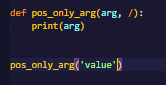 def pos_only_arg(arg, /):
    print(arg)
pos_only_arg('value')